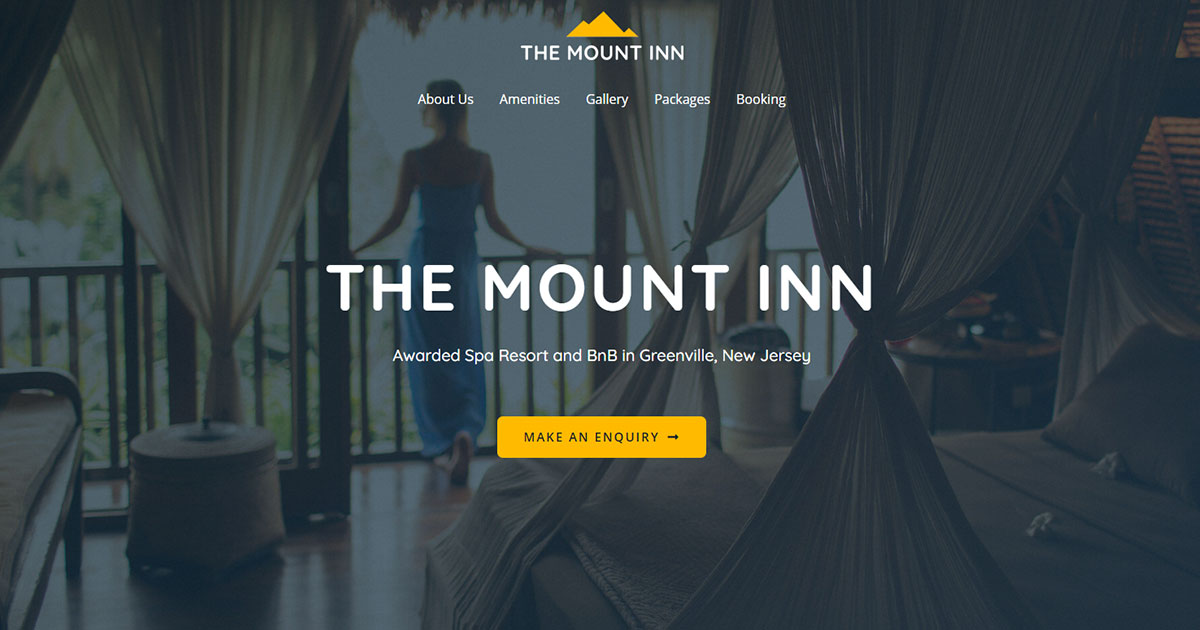 THE MOUNT INN
About Us Amenities Gallery Packages Booking
THE MOUNT INN
Awarded Spa Resort and BnB in Greenville, New Jersey
MAKE AN ENQUIRY →